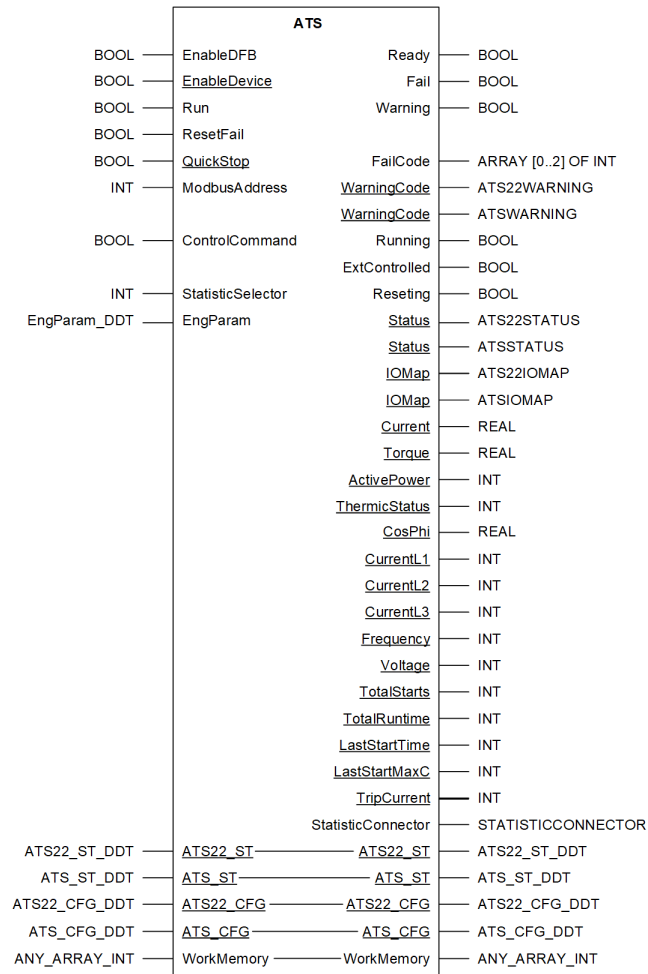 ATS
BOOL EnableDFB Ready BOOL
BOOL EnableDevice Fail BOOL
BOOL Run Warning BOOL
BOOL ResetFail
BOOL QuickStop FailCode ARRAY [0..2] OF INT
INT ModbusAddress WarningCode ATS22WARNING
WarningCode ATSWARNING
BOOL ControlCommand Running BOOL
ExtControlled BOOL
INT StatisticSelector Reseting BOOL
EngParam_DDT EngParam Status ATS22STATUS
Status ATSSTATUS
IOMap ATS22IOMAP
IOMap ATSIOMAP
Current REAL
Torque REAL
ActivePower INT
ThermicStatus INT
CosPhi REAL
CurrentL1 INT
CurrentL2 INT
CurrentL3 INT
Frequency INT
Voltage INT
TotalStarts INT
TotalRuntime INT
LastStartTime INT
LastStartMaxC INT
TripCurrent INT
StatisticConnector STATISTICCONNECTOR
ATS22_ST_DDT ATS22_ST ATS22_ST ATS22_ST_DDT
ATS_ST_DDT ATS_ST ATS_ST ATS_ST_DDT
ATS22_CFG_DDT ATS22_CFG ATS22_CFG ATS22_CFG_DDT
ATS_CFG_DDT ATS_CFG ATS_CFG ATS_CFG_DDT
ANY_ARRAY_INT WorkMemory WorkMemory ANY_ARRAY_INT